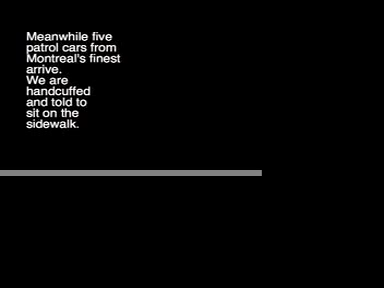 Meanwhile five
patrol cars from
Montreal's finest
arrive.
We are
handcuffed
and told to
sit on the
sidewalk.